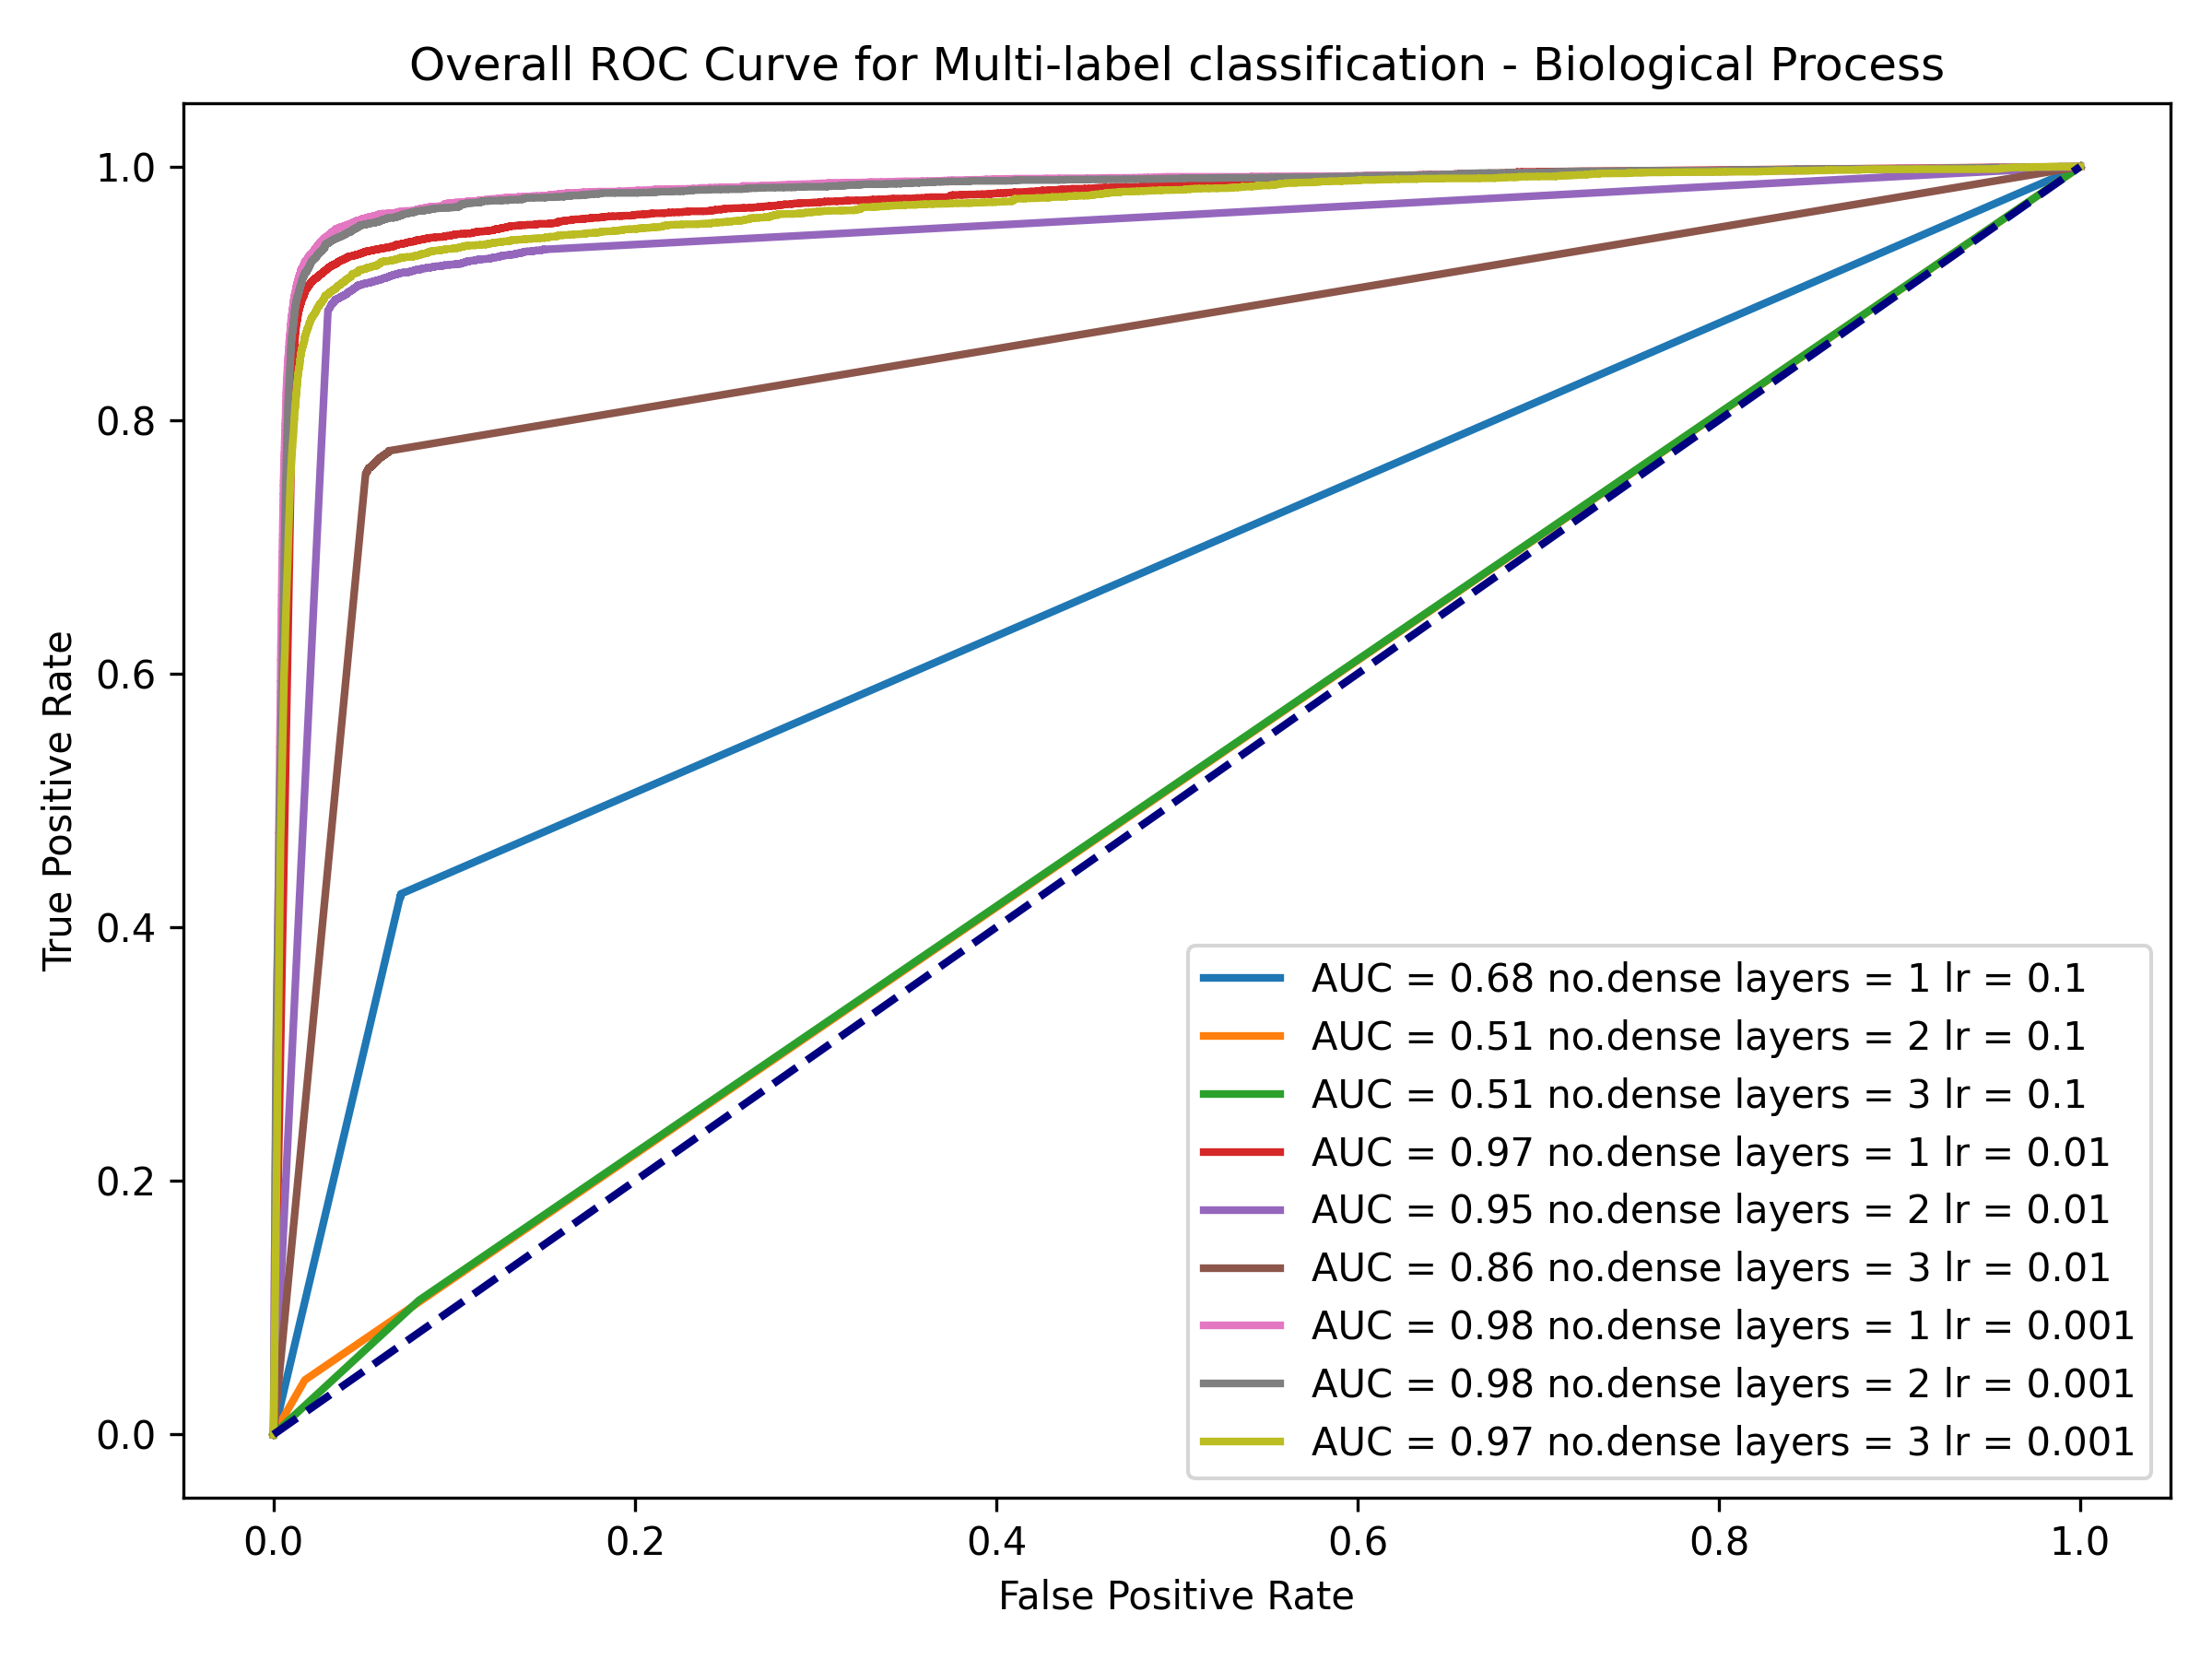 Overall ROC Curve for Multi-label classification - Biological Process
1.0
0.8
0.6
0.4
0.2
0.0
True Positive Rate
AUC = 0.68 no.dense layers = 1 lr = 0.1
AUC = 0.51 no.dense layers = 2 lr = 0.1
AUC = 0.51 no.dense layers = 3 lr = 0.1
AUC = 0.97 no.dense layers = 1 lr = 0.01
AUC = 0.95 no.dense layers = 2 lr = 0.01
AUC = 0.86 no.dense layers = 3 lr = 0.01
AUC = 0.98 no.dense layers = 1 lr = 0.001
AUC = 0.98 no.dense layers = 2 lr = 0.001
AUC = 0.97 no.dense layers = 3 lr = 0.001
0.0 0.2 0.4 0.6 0.8 1.0
False Positive Rate